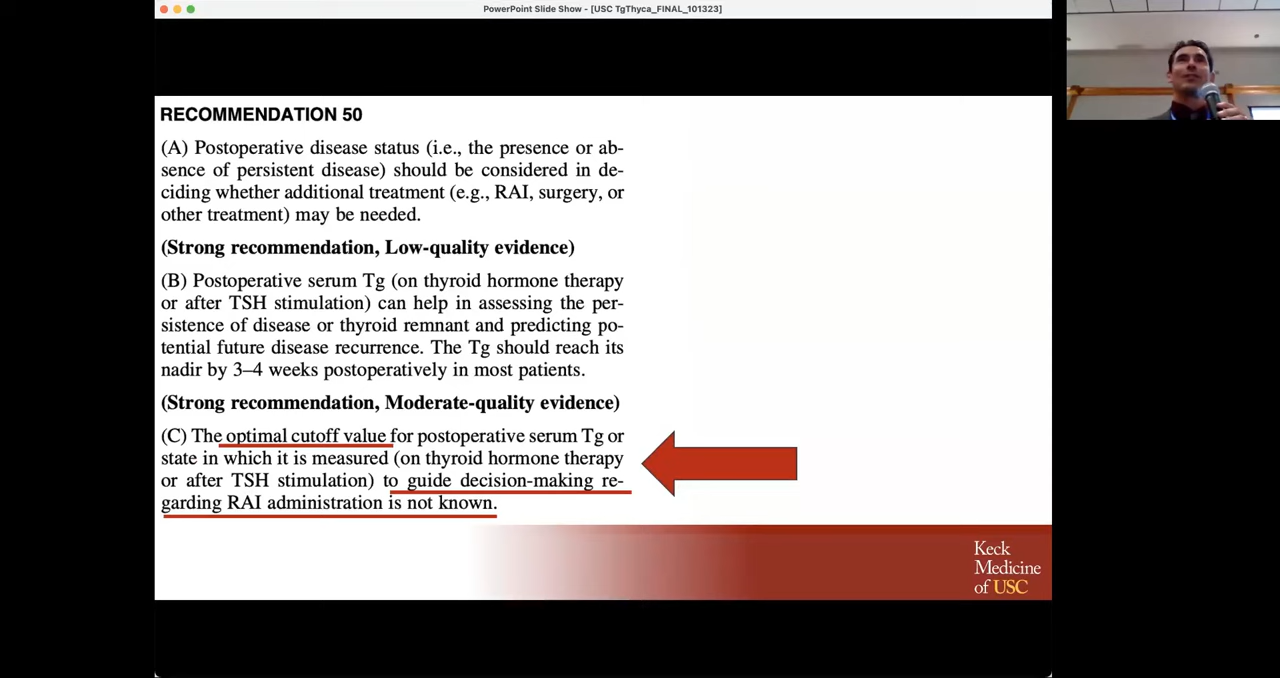 PowerPoint Slide Show - [USC TgThyca_FINAL_101323]
RECOMMENDATION 50
(A) Postoperative disease status (i.e., the presence or ab-
sence of persistent disease) should be considered in de-
ciding whether additional treatment (e.g., RAI, surgery, or
other treatment) may be needed.
(Strong recommendation, Low-quality evidence)
(B) Postoperative serum Tg (on thyroid hormone therapy
or after TSH stimulation) can help in assessing the per-
sistence of disease or thyroid remnant and predicting po-
tential future disease recurrence. The Tg should reach its
nadir by 3–4 weeks postoperatively in most patients.
(Strong recommendation, Moderate-quality evidence)
(C) The optimal cutoff value for postoperative serum Tg or
state in which it is measured (on thyroid hormone therapy
or after TSH stimulation) to guide decision-making re-
garding RAI administration is not known.
Keck
Medicine
of USC